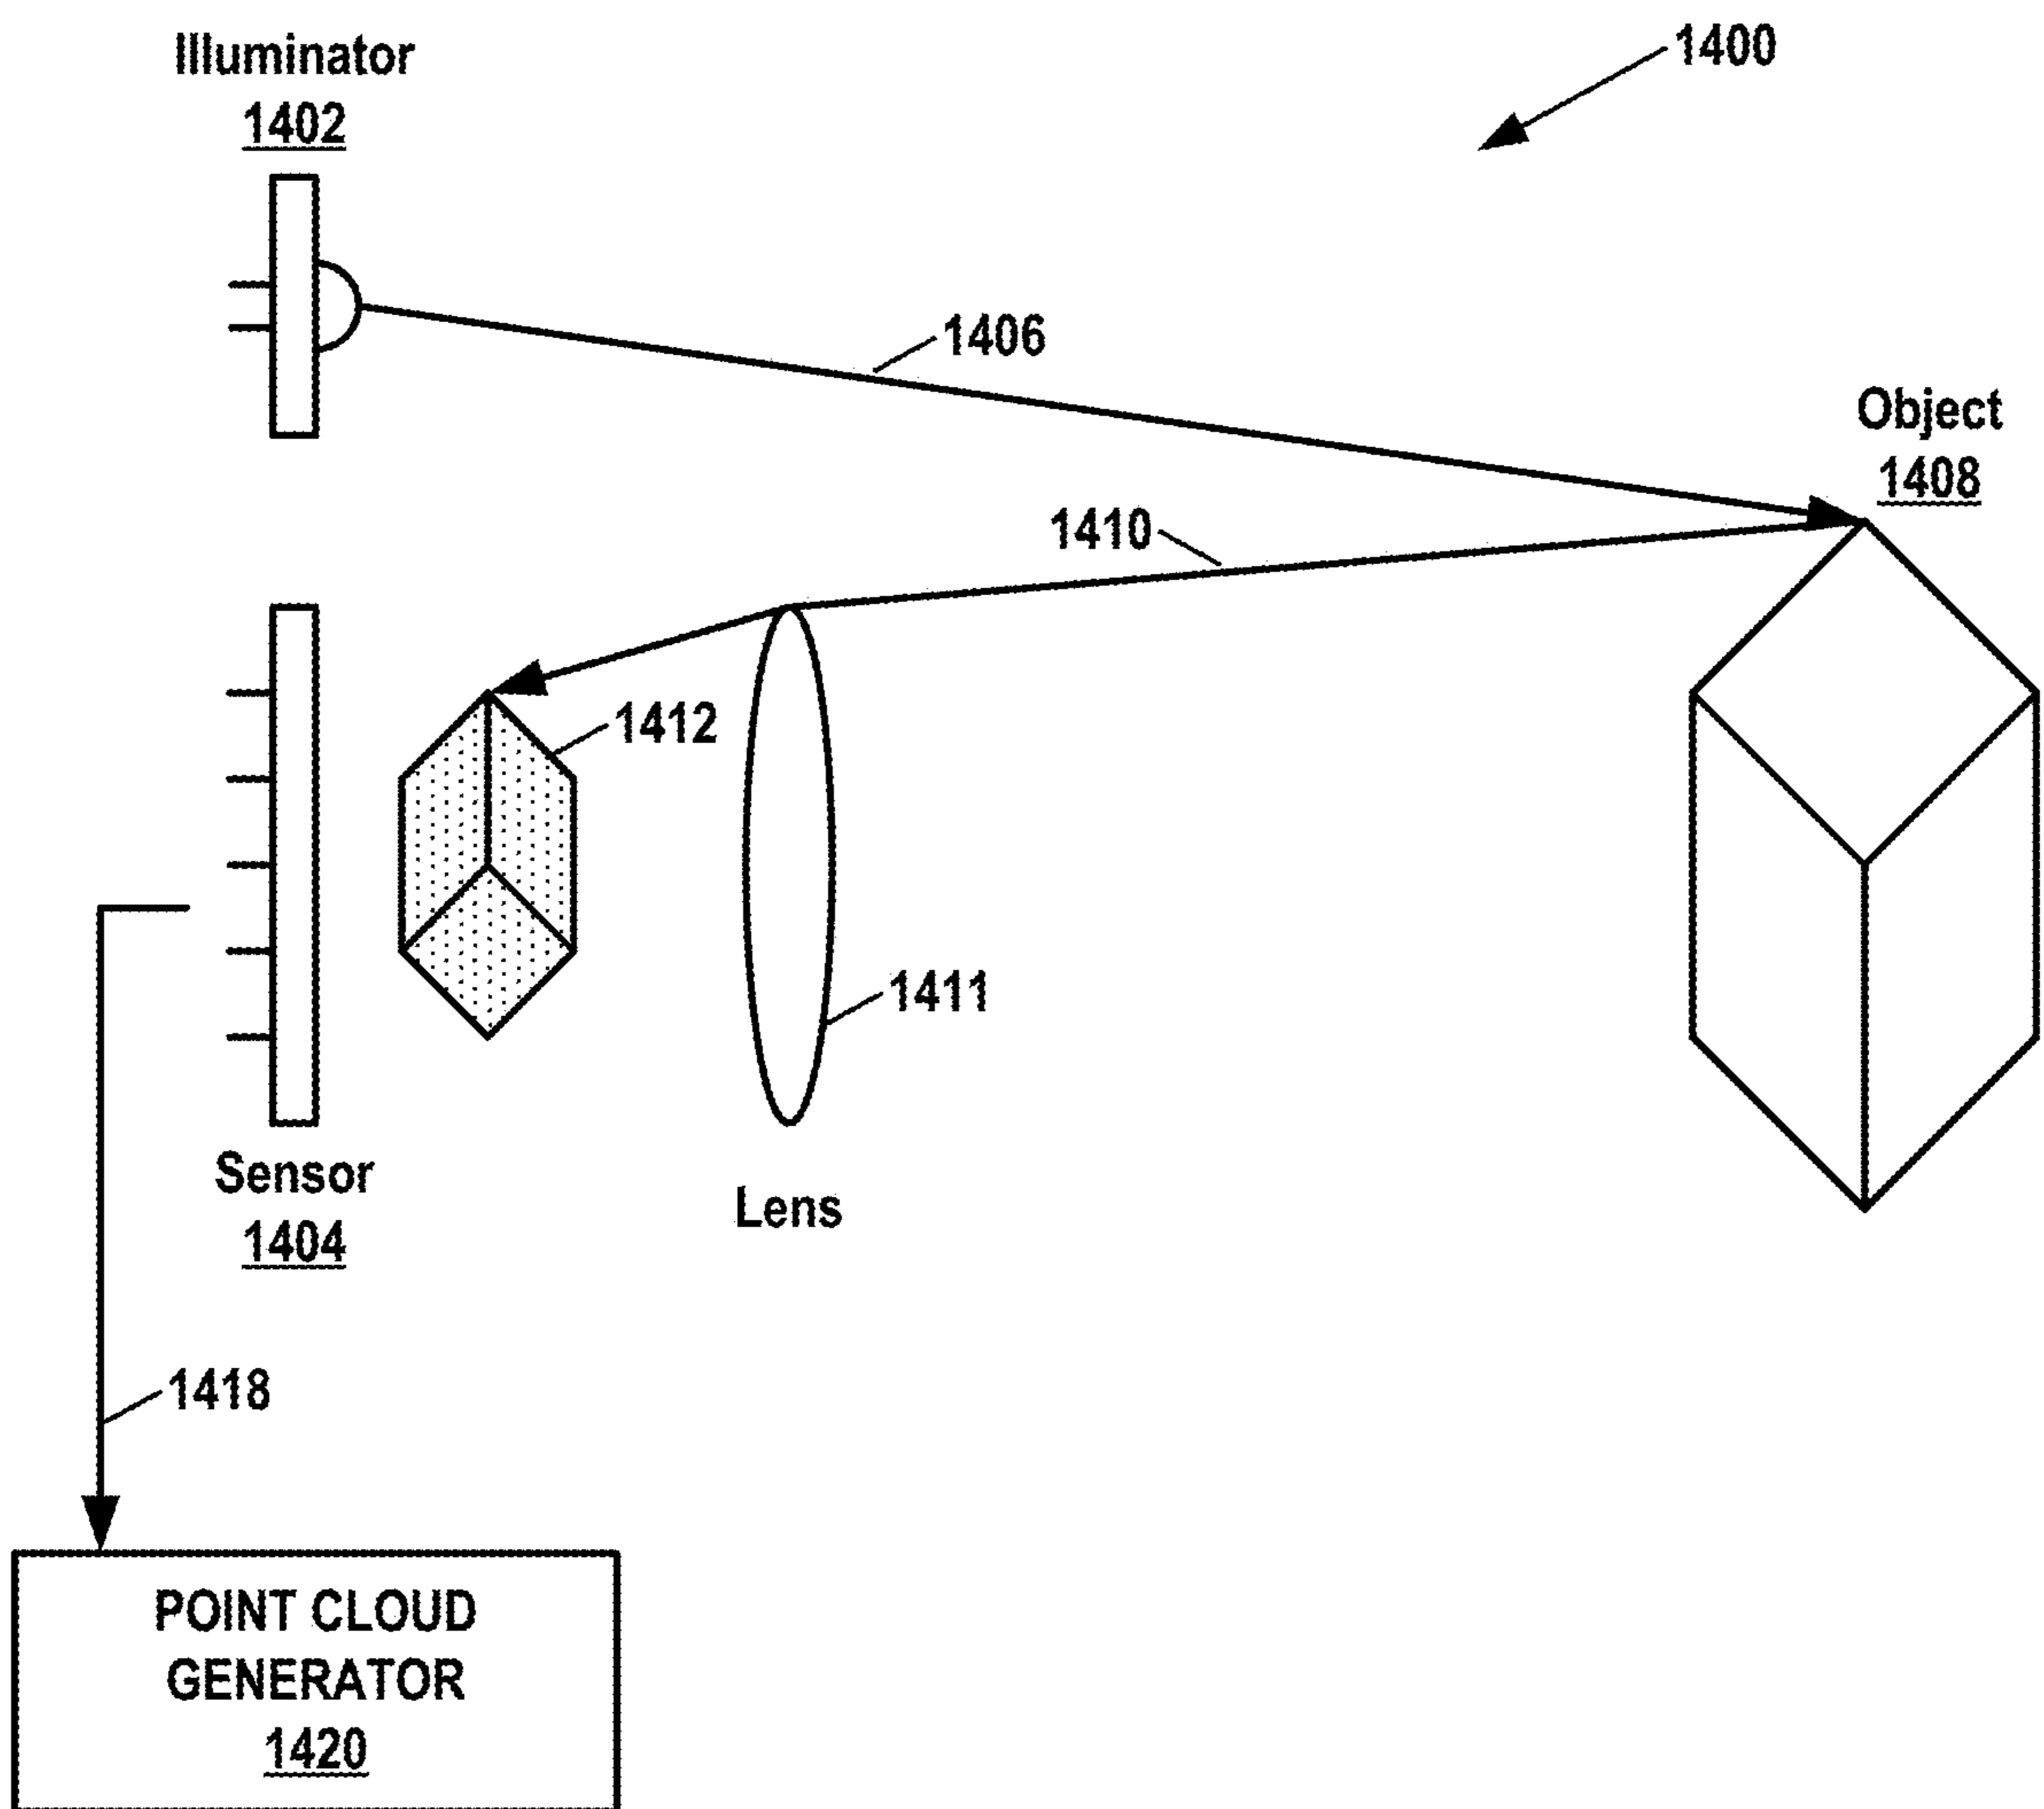 Illuminator
1402
1400
1406
Object
1408
1410
1412
1411
Sensor
1404
Lens
1418
POINT CLOUD
GENERATOR
1420